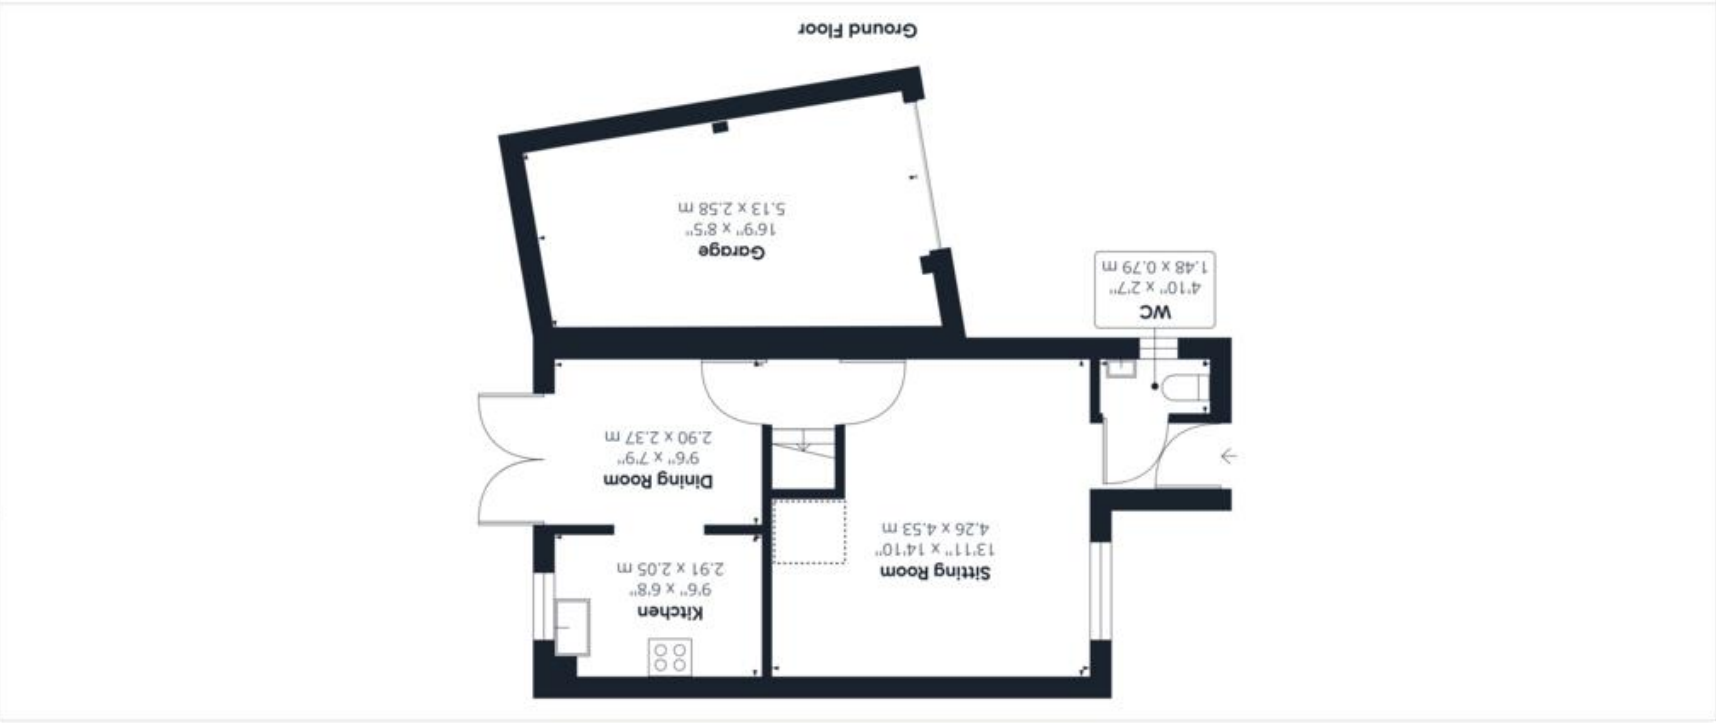 Kitchen
9'6" x 6'8"
2.91 x 2.05 m
Sitting Room
13'11" x 14'10"
4.26 x 4.53 m
Dining Room
9'6" x 7'9"
2.90 x 2.37 m
WC
4'10" x 2'7"
1.48 x 0.79 m
Garage
16'9" x 8'5"
5.13 x 2.58 m
Ground Floor